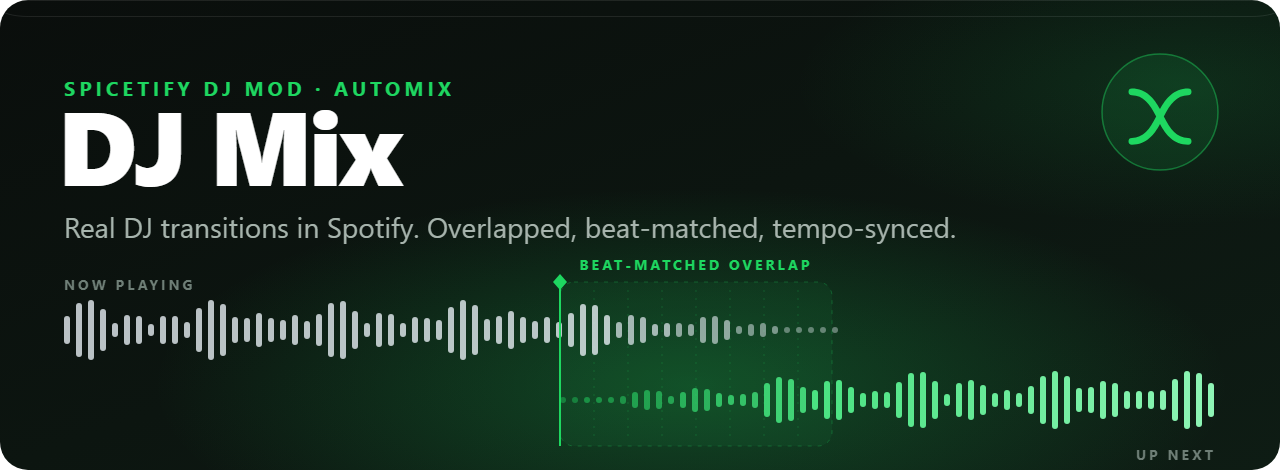 SPICETIFY DJ MOD · AUTOMIX
DJ Mix
Real DJ transitions in Spotify. Overlapped, beat-matched, tempo-synced.
BEAT-MATCHED OVERLAP
NOW PLAYING
UP NEXT